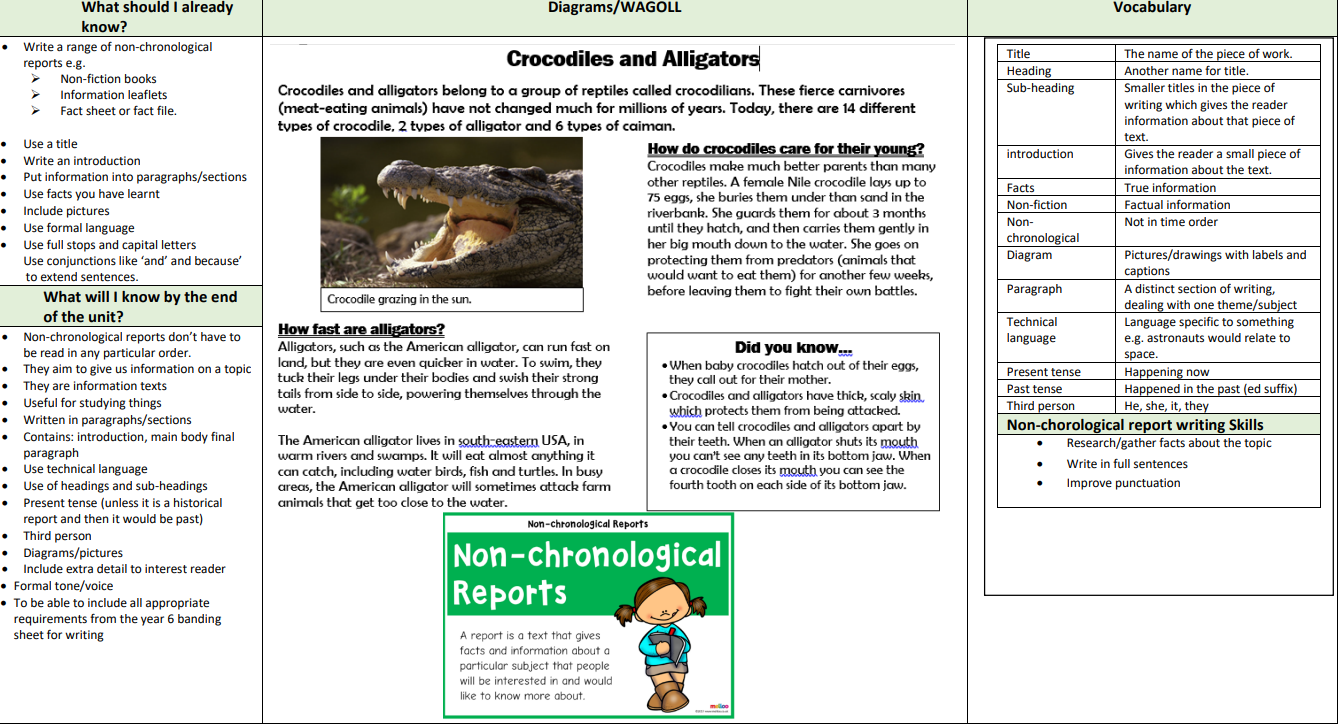 What should I already
know?
• Write a range of non-chronological
reports e.g.
➢ Non-fiction books
➢ Information leaflets
➢ Fact sheet or fact file.
• Use a title
• Write an introduction
• Put information into paragraphs/sections
• Use facts you have learnt
• Include pictures
• Use formal language
• Use full stops and capital letters
Use conjunctions like ‘and’ and because’
to extend sentences.
What will I know by the end
of the unit?
• Non-chronological reports don’t have to
be read in any particular order.
• They aim to give us information on a topic
• They are information texts
• Useful for studying things
• Written in paragraphs/sections
• Contains: introduction, main body final
paragraph
• Use technical language
• Use of headings and sub-headings
• Present tense (unless it is a historical
report and then it would be past)
• Third person
• Diagrams/pictures
• Include extra detail to interest reader
• Formal tone/voice
• To be able to include all appropriate
requirements from the year 6 banding
sheet for writing
Diagrams/WAGOLL
Crocodiles and Alligators
Crocodiles and alligators belong to a group of reptiles called crocodilians. These fierce carnivores
(meat-eating animals) have not changed much for millions of years. Today, there are 14 different
types of crocodile, 2 types of alligator and 6 types of caiman.
Crocodile grazing in the sun.
How fast are alligators?
Alligators, such as the American alligator, can run fast on
land, but they are even quicker in water. To swim, they
tuck their legs under their bodies and swish their strong
tails from side to side, powering themselves through the
water.
The American alligator lives in south-eastern USA, in
warm rivers and swamps. It will eat almost anything it
can catch, including water birds, fish and turtles. In busy
areas, the American alligator will sometimes attack farm
animals that get too close to the water.
How do crocodiles care for their young?
Crocodiles make much better parents than many
other reptiles. A female Nile crocodile lays up to
75 eggs, she buries them under than sand in the
riverbank. She guards them for about 3 months
until they hatch, and then carries them gently in
her big mouth down to the water. She goes on
protecting them from predators (animals that
would want to eat them) for another few weeks,
before leaving them to fight their own battles.
Did you know...
• When baby crocodiles hatch out of their eggs,
they call out for their mother.
• Crocodiles and alligators have thick, scaly skin
which protects them from being attacked.
• You can tell crocodiles and alligators apart by
their teeth. When an alligator shuts its mouth
you can’t see any teeth in its bottom jaw. When
a crocodile closes its mouth you can see the
fourth tooth on each side of its bottom jaw.
Non-chronological Reports
Non-chronological
Reports
A report is a text that gives
facts and information about a
particular subject that people
will be interested in and would
like to know more about.
Vocabulary
Title The name of the piece of work.
Heading Another name for title.
Sub-heading Smaller titles in the piece of
writing which gives the reader
information about that piece of
text.
introduction Gives the reader a small piece of
information about the text.
Facts True information
Non-fiction Factual information
Non- Not in time order
chronological
Diagram Pictures/drawings with labels and
captions
Paragraph A distinct section of writing,
dealing with one theme/subject
Technical Language specific to something
language e.g. astronauts would relate to
space.
Present tense Happening now
Past tense Happened in the past (ed suffix)
Third person He, she, it, they
Non-chorological report writing Skills
• Research/gather facts about the topic
• Write in full sentences
• Improve punctuation